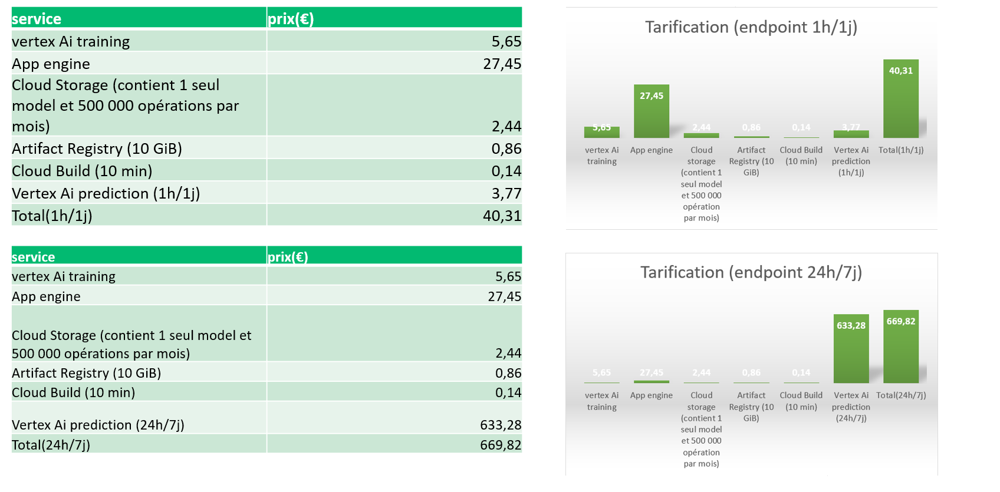 service prix(€)
vertex Ai training 5,65
App engine 27,45
Cloud Storage (contient 1 seul
model et 500 000 opérations par
mois) 2,44
Artifact Registry (10 GiB) 0,86
Cloud Build (10 min) 0,14
Vertex Ai prediction (1h/1j) 3,77
Total(1h/1j) 40,31
Tarification (endpoint 1h/1j)
5,65 27,45 2,44 0,86 0,14 3,77 40,31
vertex Ai
training
App engine
Cloud
storage
(contient 1
seul model
et 500 000
opération
par mois)
Artifact
Registry (10
GiB)
Cloud Build
(10 min)
Vertex Ai
prediction
(1h/1j)
Total(1h/1j)
service prix(€)
vertex Ai training 5,65
App engine 27,45
Cloud Storage (contient 1 seul model et
500 000 opérations par mois) 2,44
Artifact Registry (10 GiB) 0,86
Cloud Build (10 min) 0,14
Vertex Ai prediction (24h/7j) 633,28
Total(24h/7j) 669,82
Tarification (endpoint 24h/7j)
5,65 27,45 2,44 0,86 0,14 633,28 669,82
vertex Ai
training
App engine
Cloud
storage
(contient 1
seul model
et 500 000
opération
par mois)
Artifact
Registry (10
GiB)
Cloud Build
(10 min)
Vertex Ai
prediction
(24h/7j)
Total(24h/7j)